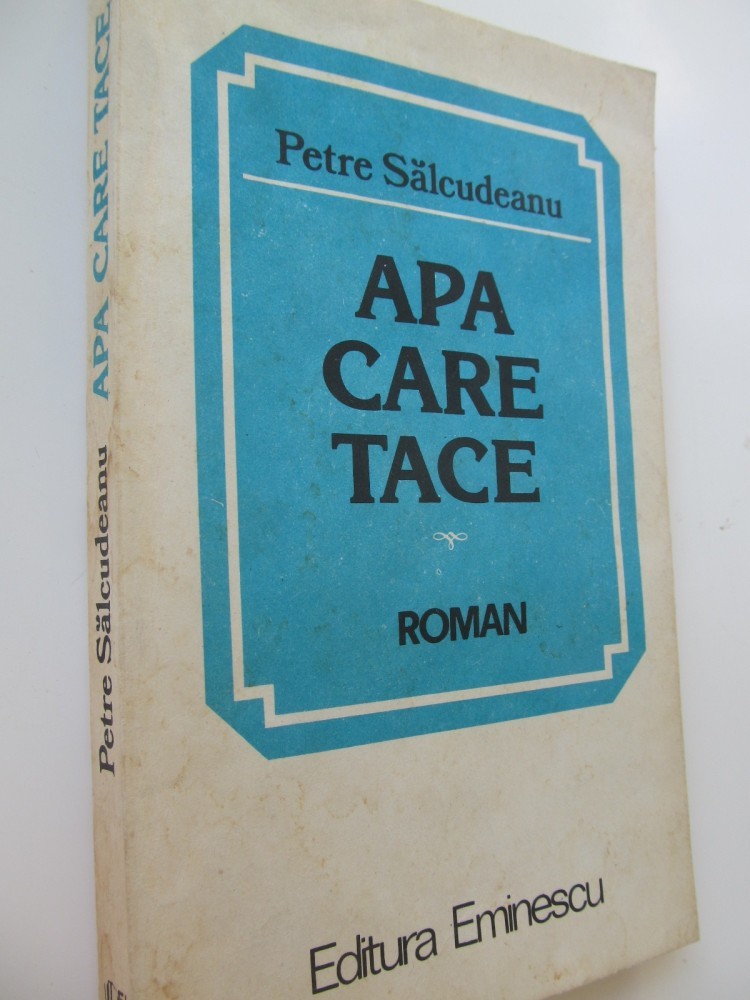 Petre Sălcudeanu
APA
CARE
TACE
ROMAN
Editura Eminescu
Petre Sălcudeanu APA CARE TACE